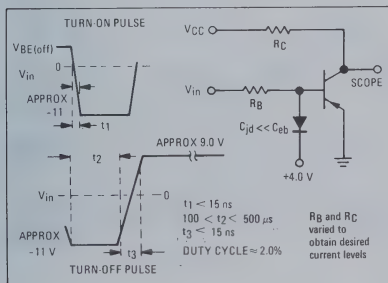 TURN-ON PULSE
VBE(off)
0
Vin
APPROX
-11
t1
t2
APPROX 9.0 V
Vin
0
APPROX
-11 V
t3
TURN-OFF PULSE
t1 < 15 ns
100 < t2 < 500 μs
t3 < 15 ns
DUTY CYCLE ≈ 2.0%
VCC
RC
SCOPE
Vin
RB
Cjd << Ceb
+4.0 V
RB and RC
varied to
obtain desired
current levels